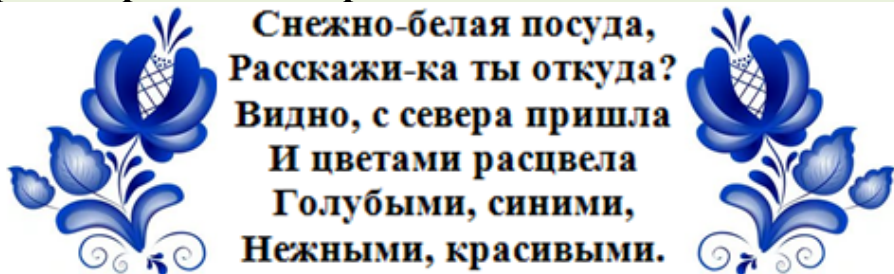 Снежно-белая посуда,
Расскажи-ка ты откуда?
Видно, с севера пришла
И цветами расцвела
Голубыми, синими,
Нежными, красивыми.